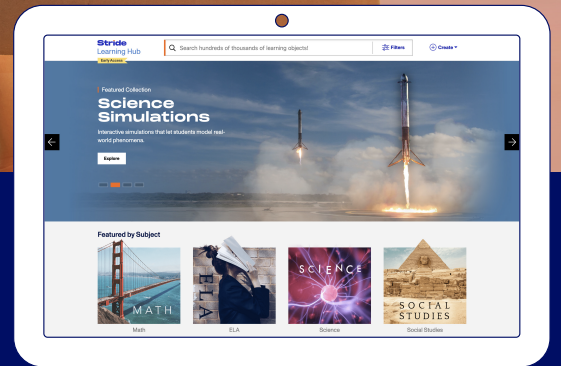 Stride
Learning Hub
Early Access
Search hundreds of thousands of learning objects!
Filters
Create
Featured Collection
Science
Simulations
Interactive simulations that let students model real-
world phenomens.
Explore
Featured by Subject
MATH
ELA
SCIENCE
SOCIAL
STUDIES
Math
ELA
Science
Social Studies